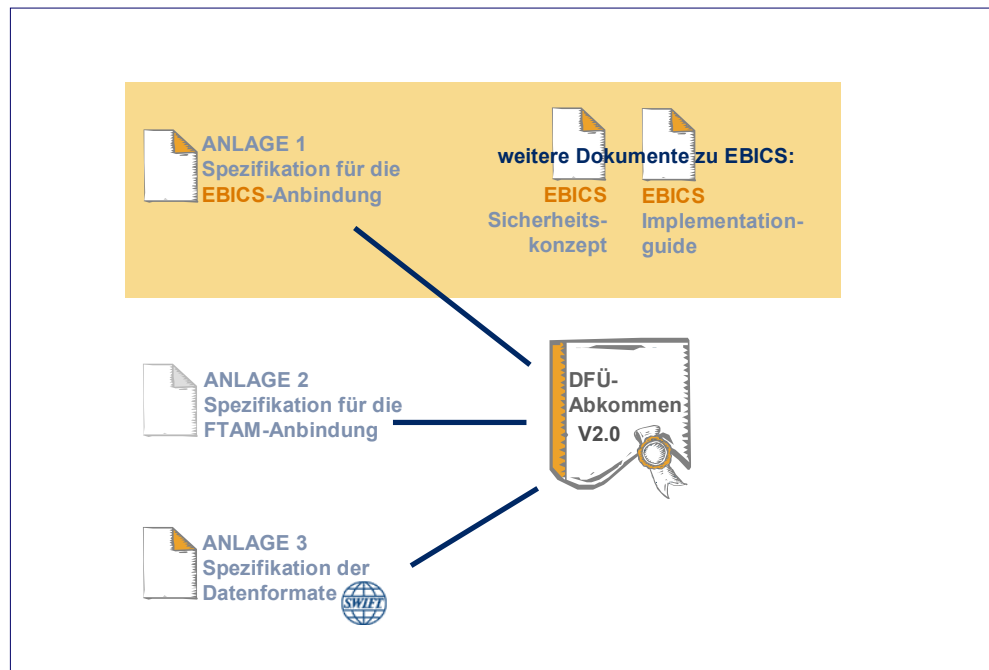 ANLAGE 1
Spezifikation für die
EBICS-Anbindung
weitere Dokumente zu EBICS:
EBICS
Sicherheits-
konzept
EBICS
Implementation-
guide
ANLAGE 2
Spezifikation für die
FTAM-Anbindung
DFÜ-
Abkommen
V2.0
ANLAGE 3
Spezifikation der
Datenformate
SWIFT